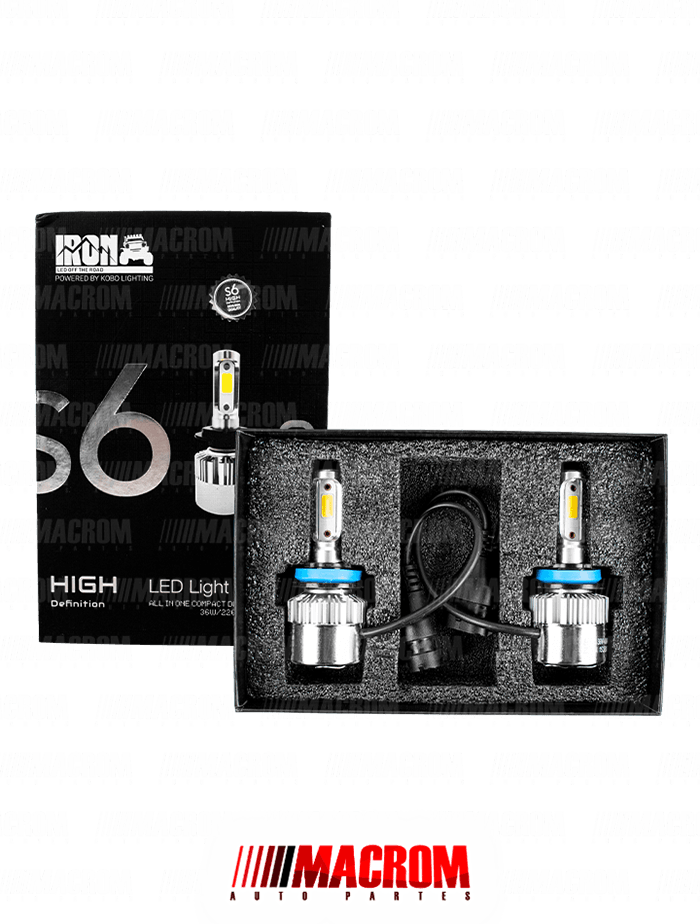 IRON
LED OFF THE ROAD
POWERED BY KOBO LIGHTING
S6
HIGH
S6
HIGH
Definition
LED Light
ALL IN ONE COMPACT
36W/
MACROM
AUTO PARTES